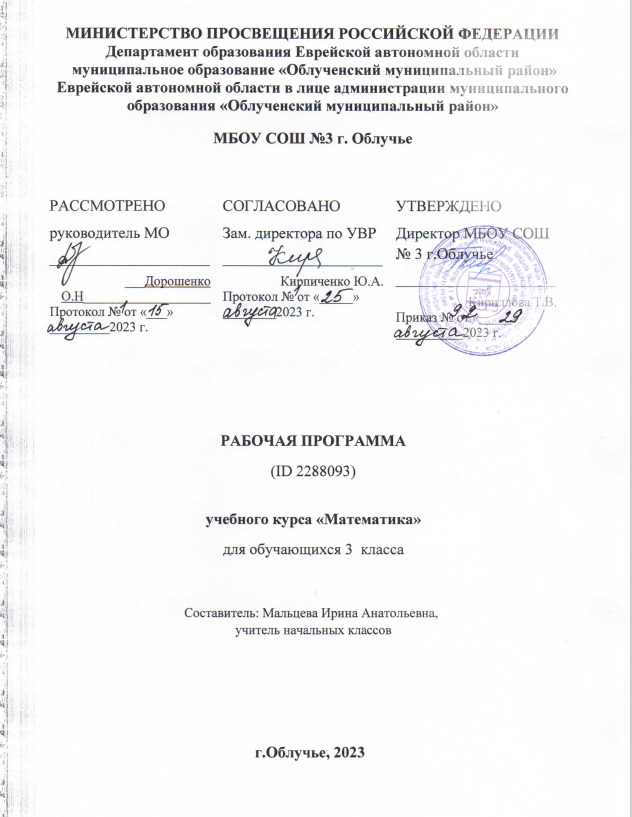 МИНИСТЕРСТВО ПРОСВЕЩЕНИЯ РОССИЙСКОЙ ФЕДЕРАЦИИ
Департамент образования Еврейской автономной области
муниципальное образование «Облученский муниципальный район»
Еврейской автономной области в лице администрации муниципального
образования «Облученский муниципальный район»
МБОУ СОШ №3 г. Облучье
РАССМОТРЕНО
руководитель МО
Дорошенко
О.Н
Протокол №1 от «15»
августа 2023 г.
СОГЛАСОВАНО
Зам. директора по УВР
Кирпиченко Ю.А.
Протокол №1 от «25»
августа 2023 г.
УТВЕРЖДЕНО
Директор МБОУ СОШ
№ 3 г.Облучье
Кириллова Т.В.
Приказ №92 от «29
августа 2023 г.
РАБОЧАЯ ПРОГРАММА
(ID 2288093)
учебного курса «Математика»
для обучающихся 3 класса
Составитель: Мальцева Ирина Анатольевна,
учитель начальных классов
г.Облучье, 2023